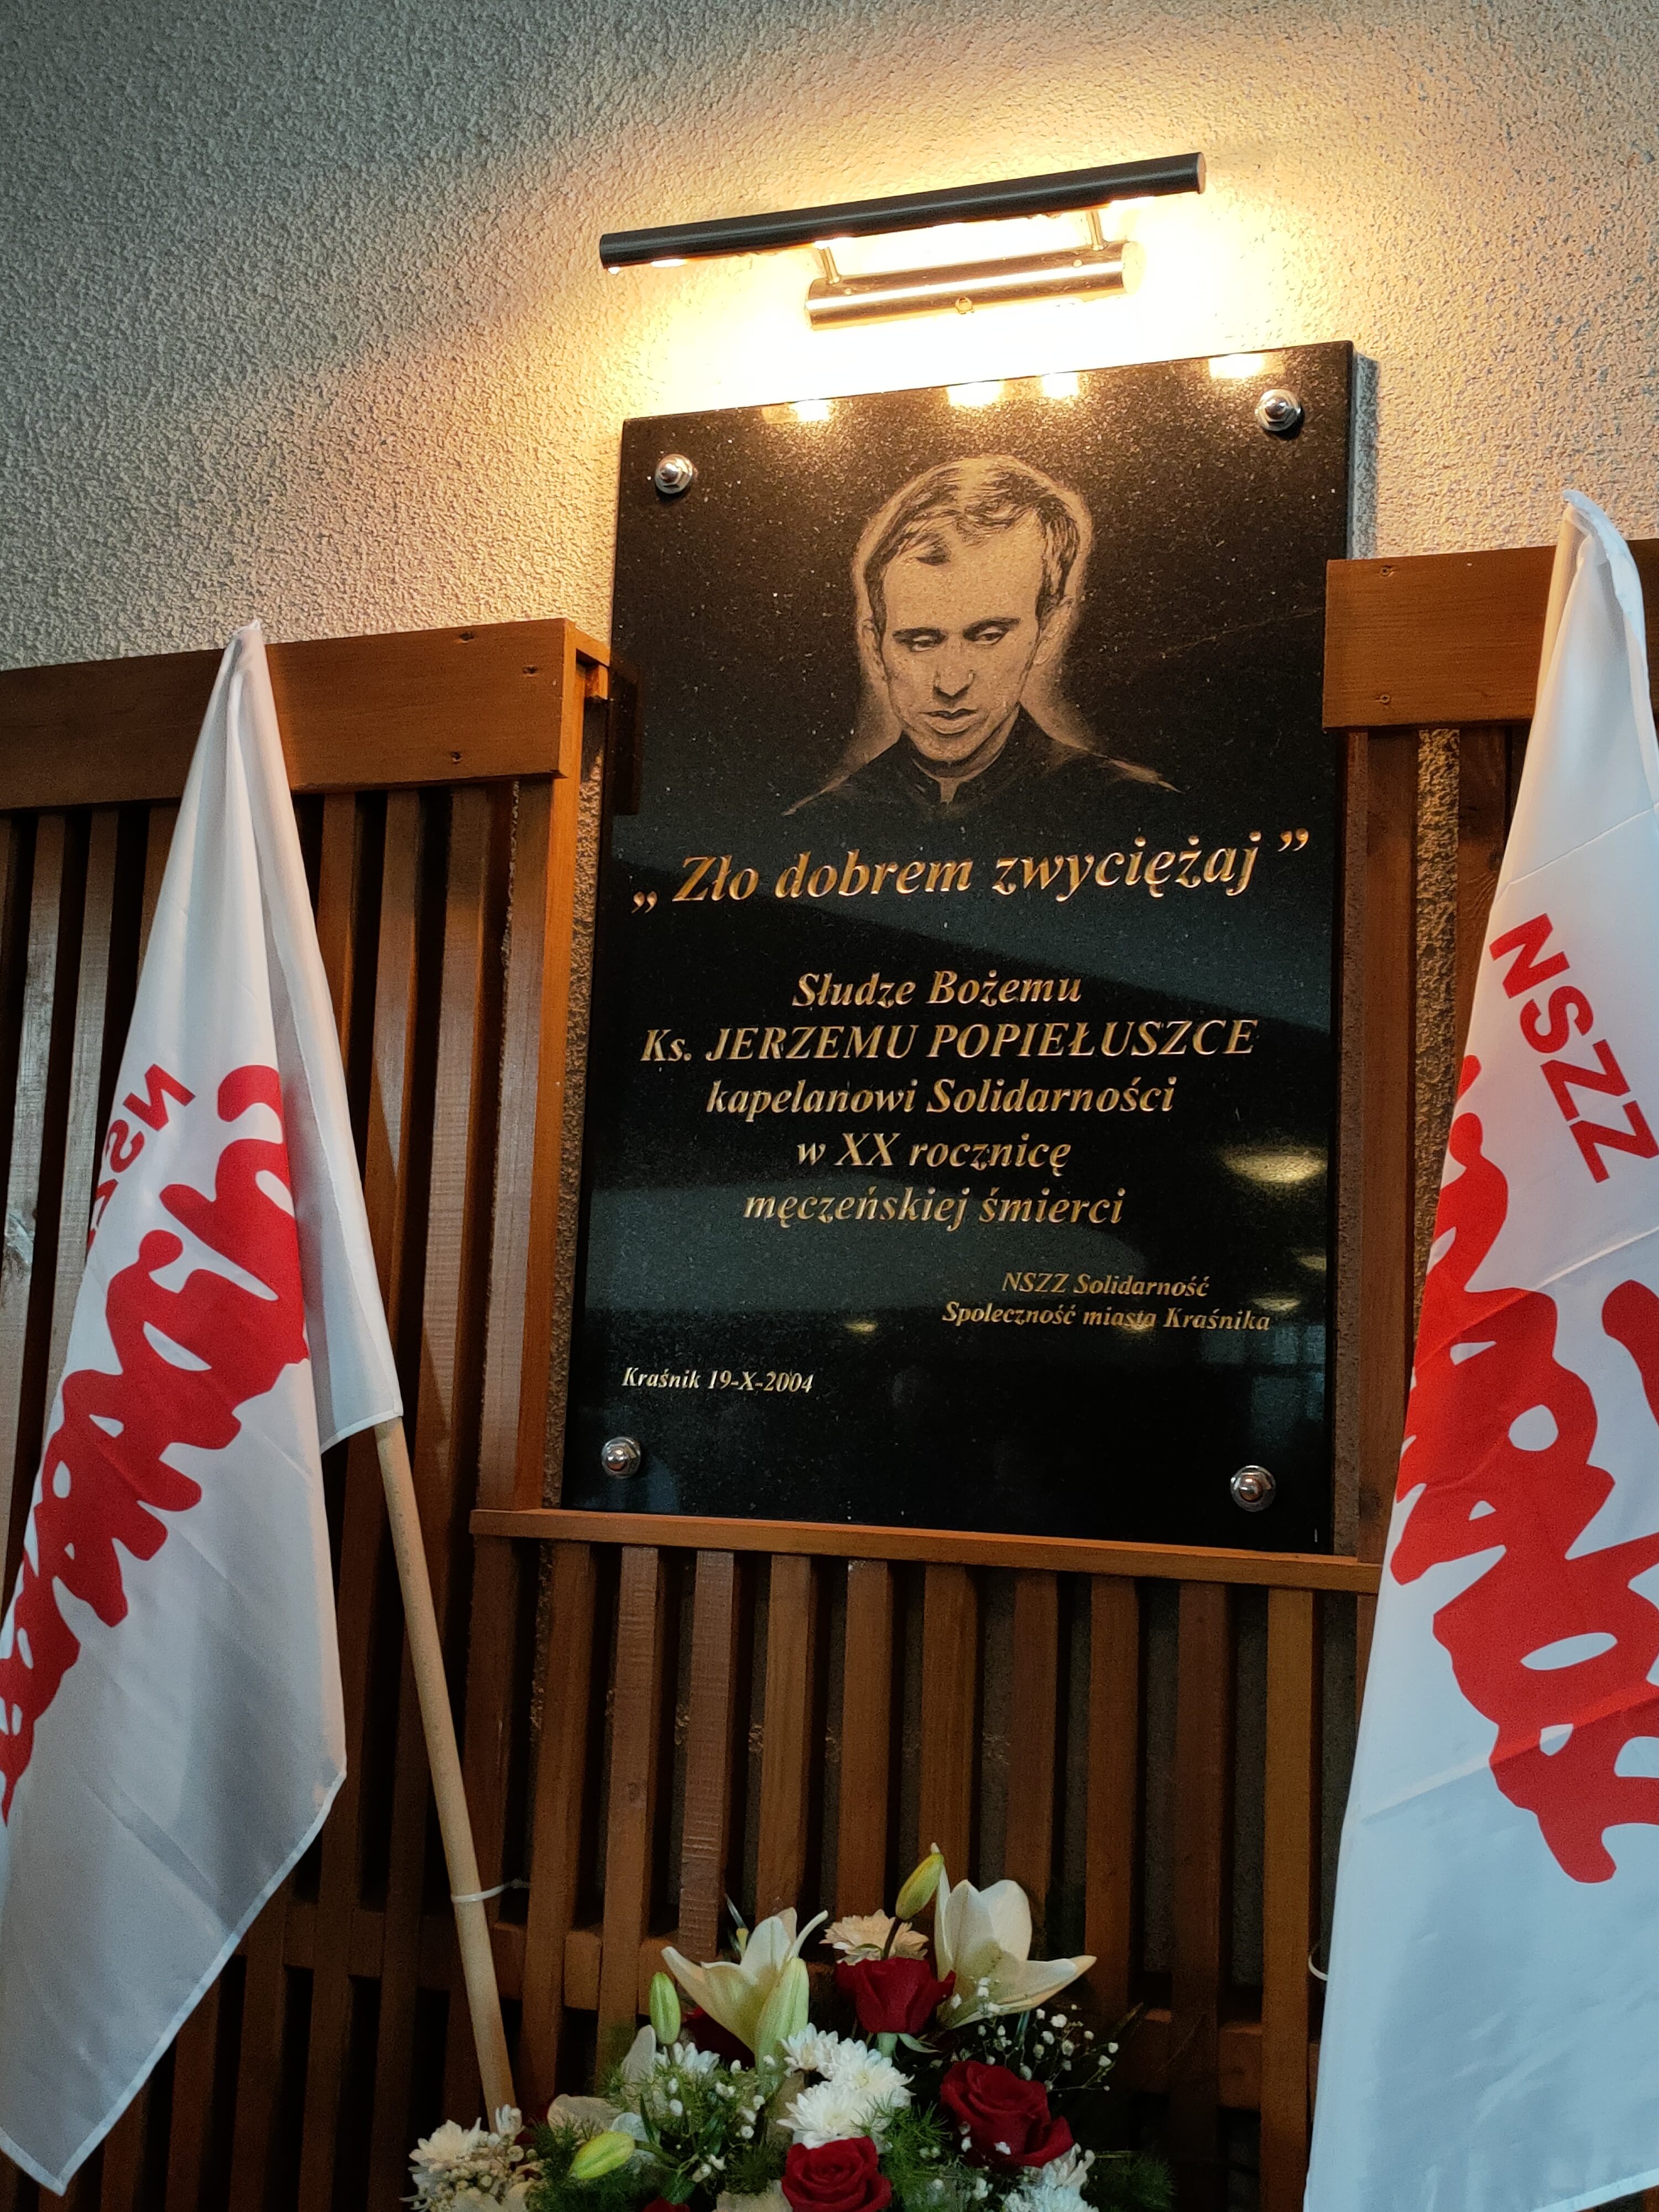 „Zło dobrem zwyciężaj”
Słudze Bożemu
Ks. JERZEMU POPIEŁUSZCE
kapelanowi Solidarności
w XX rocznicę
męczeńskiej śmierci
NSZZ Solidarność
Społeczność miasta Kraśnika
Kraśnik 19-X-2004
NSZZ